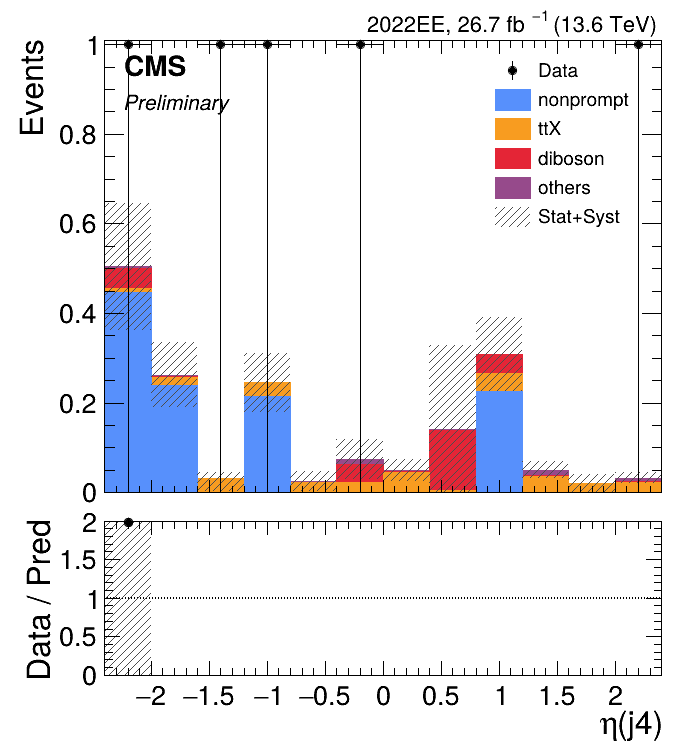 2022EE, 26.7 fb −1 (13.6 TeV)
Events
1
0.8
0.6
0.4
0.2
0
CMS
Preliminary
Data
nonprompt
ttX
diboson
others
Stat+Syst
Data / Pred
2
1.5
1
0.5
0
−2 −1.5 −1 −0.5 0 0.5 1 1.5 2
η(j4)